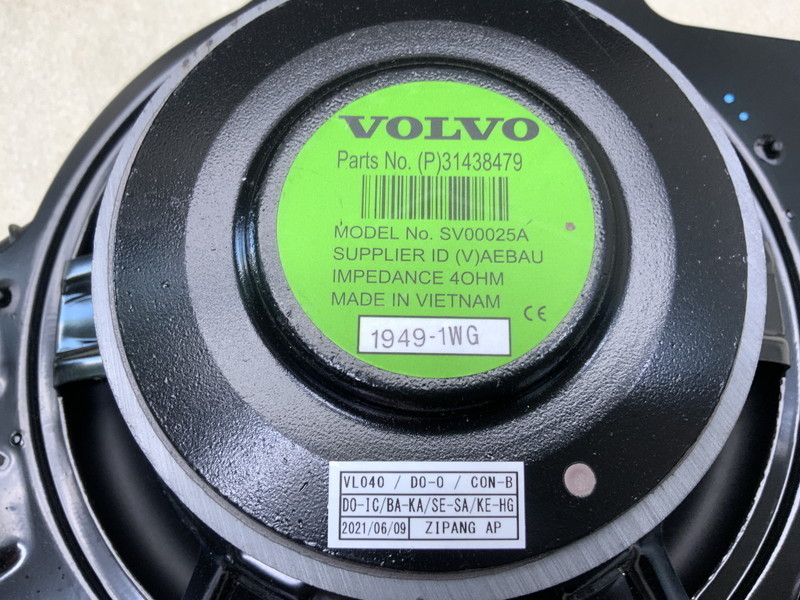 VOLVO
Parts No. (P)31438479
MODEL No. SV00025A
SUPPLIER ID (V)AEBAU
IMPEDANCE 4OHM
MADE IN VIETNAM
CE
1949-1WG
VL040 / DO-O / CON-B
DO-IC/BA-KA/SE-SA/KE-HG
2021/06/09 ZIPANG AP